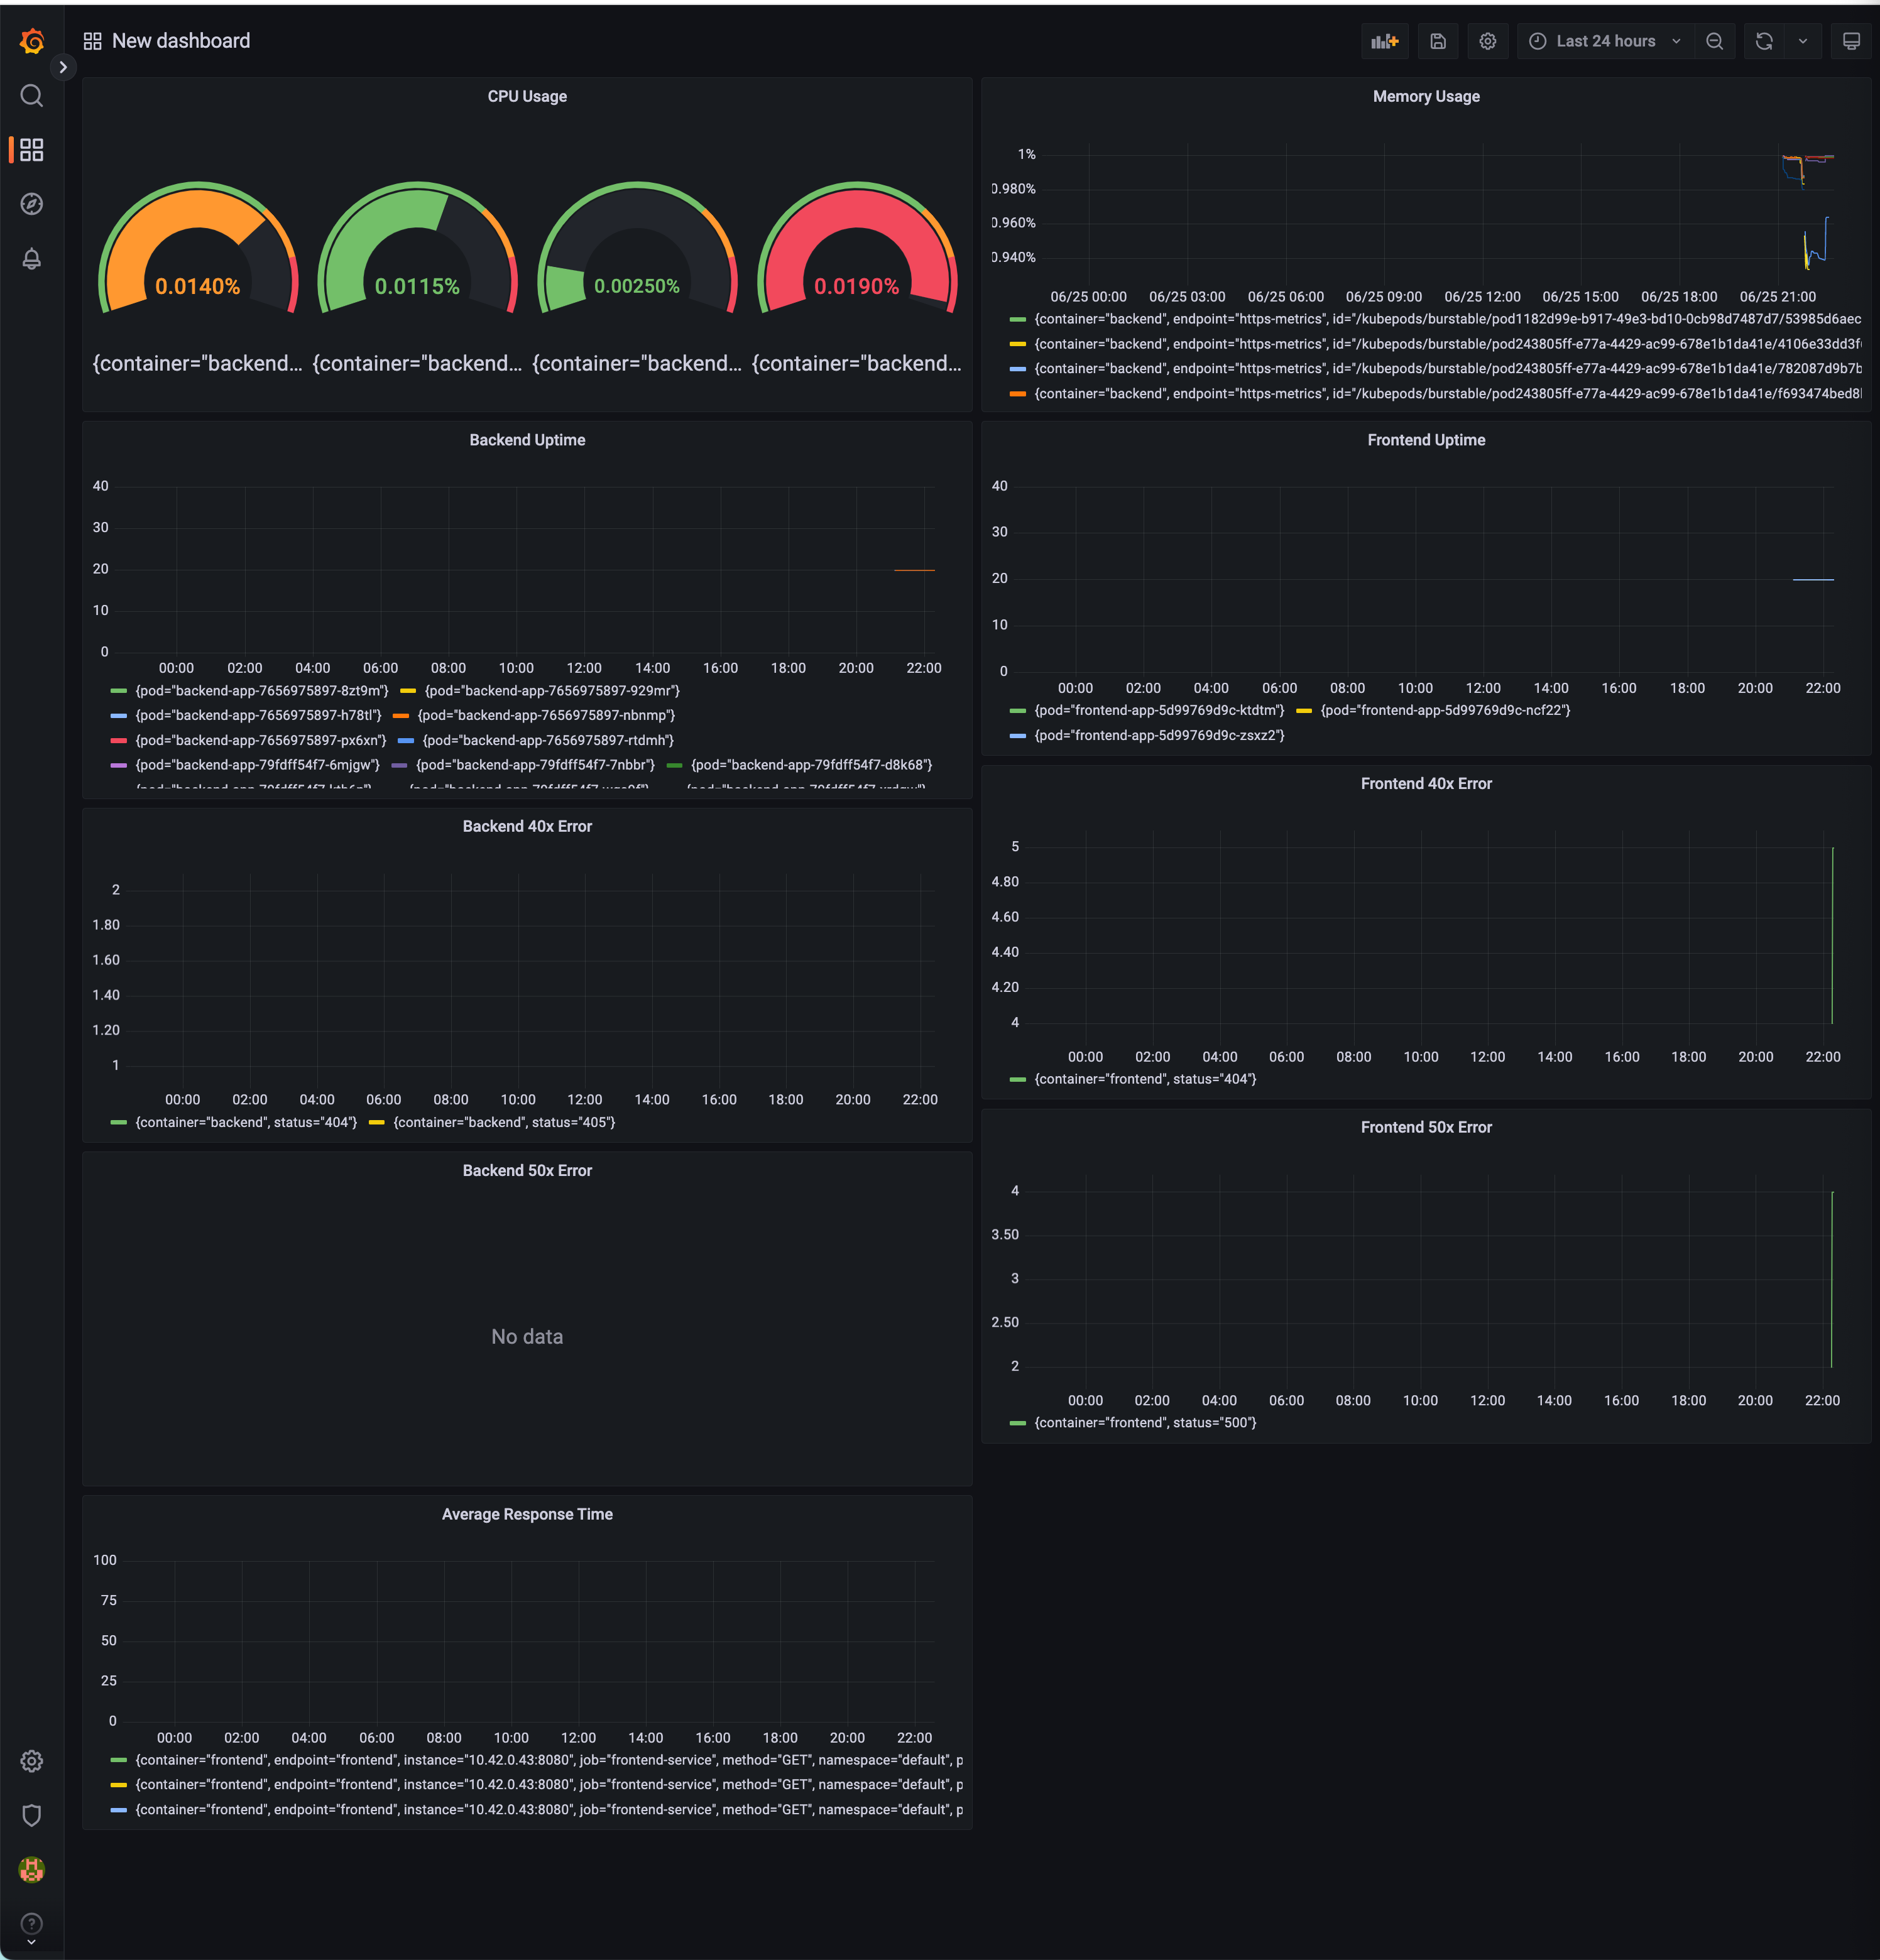 New dashboard
Last 24 hours
CPU Usage
0.0140%
0.0115%
0.00250%
0.0190%
{container="backend... {container="backend... {container="backend... {container="backend...
Memory Usage
1%
0.980%
0.960%
0.940%
06/25 00:00 06/25 03:00 06/25 06:00 06/25 09:00 06/25 12:00 06/25 15:00 06/25 18:00 06/25 21:00
{container="backend", endpoint="https-metrics", id="/kubepods/burstable/pod1182d99e-b917-49e3-bd10-0cb98d7487d7/53985d6aec
{container="backend", endpoint="https-metrics", id="/kubepods/burstable/pod243805ff-e77a-4429-ac99-678e1b1da41e/4106e33dd3f
{container="backend", endpoint="https-metrics", id="/kubepods/burstable/pod243805ff-e77a-4429-ac99-678e1b1da41e/782087d9b7b
{container="backend", endpoint="https-metrics", id="/kubepods/burstable/pod243805ff-e77a-4429-ac99-678e1b1da41e/f693474bed8
Backend Uptime
40
30
20
10
0
00:00 02:00 04:00 06:00 08:00 10:00 12:00 14:00 16:00 18:00 20:00 22:00
{pod="backend-app-7656975897-8zt9m"} {pod="backend-app-7656975897-929mr"}
{pod="backend-app-7656975897-h78tl"} {pod="backend-app-7656975897-nbnmp"}
{pod="backend-app-7656975897-px6xn"} {pod="backend-app-7656975897-rtdmh"}
{pod="backend-app-79fdff54f7-6mjgw"} {pod="backend-app-79fdff54f7-7nbbr"} {pod="backend-app-79fdff54f7-d8k68"}
Frontend Uptime
40
30
20
10
0
00:00 02:00 04:00 06:00 08:00 10:00 12:00 14:00 16:00 18:00 20:00 22:00
{pod="frontend-app-5d99769d9c-ktdtm"} {pod="frontend-app-5d99769d9c-ncf22"}
{pod="frontend-app-5d99769d9c-zsxz2"}
Backend 40x Error
2
1.80
1.60
1.40
1.20
1
00:00 02:00 04:00 06:00 08:00 10:00 12:00 14:00 16:00 18:00 20:00 22:00
{container="backend", status="404"} {container="backend", status="405"}
Frontend 40x Error
5
4.80
4.60
4.40
4.20
4
00:00 02:00 04:00 06:00 08:00 10:00 12:00 14:00 16:00 18:00 20:00 22:00
{container="frontend", status="404"}
Backend 50x Error
No data
Frontend 50x Error
4
3.50
3
2.50
2
00:00 02:00 04:00 06:00 08:00 10:00 12:00 14:00 16:00 18:00 20:00 22:00
{container="frontend", status="500"}
Average Response Time
100
75
50
25
0
00:00 02:00 04:00 06:00 08:00 10:00 12:00 14:00 16:00 18:00 20:00 22:00
{container="frontend", endpoint="frontend", instance="10.42.0.43:8080", job="frontend-service", method="GET", namespace="default", p
{container="frontend", endpoint="frontend", instance="10.42.0.43:8080", job="frontend-service", method="GET", namespace="default", p
{container="frontend", endpoint="frontend", instance="10.42.0.43:8080", job="frontend-service", method="GET", namespace="default", p